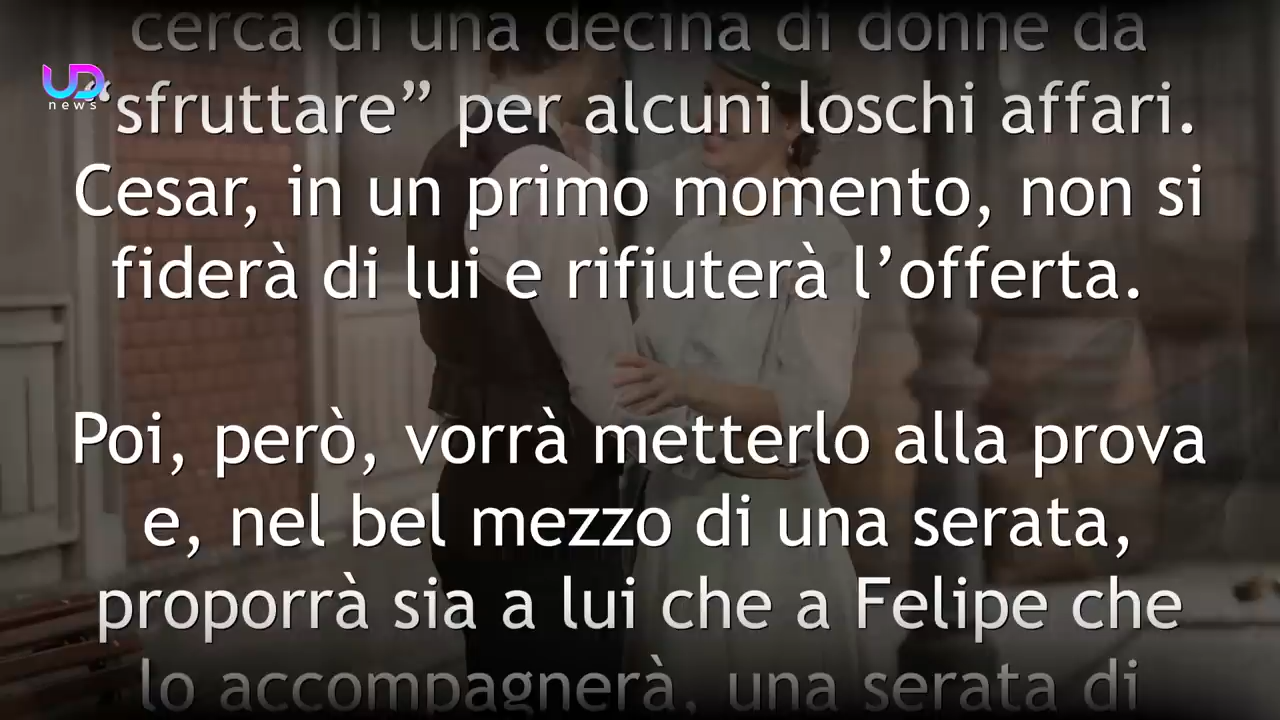 cerca di una decina di donne da
UD
news
“sfruttare” per alcuni loschi affari.
Cesar, in un primo momento, non si
fiderà di lui e rifiuterà l’offerta.
Poi, però, vorrà metterlo alla prova
e, nel bel mezzo di una serata,
proporrà sia a lui che a Felipe che
lo accompagnerà, una serata di